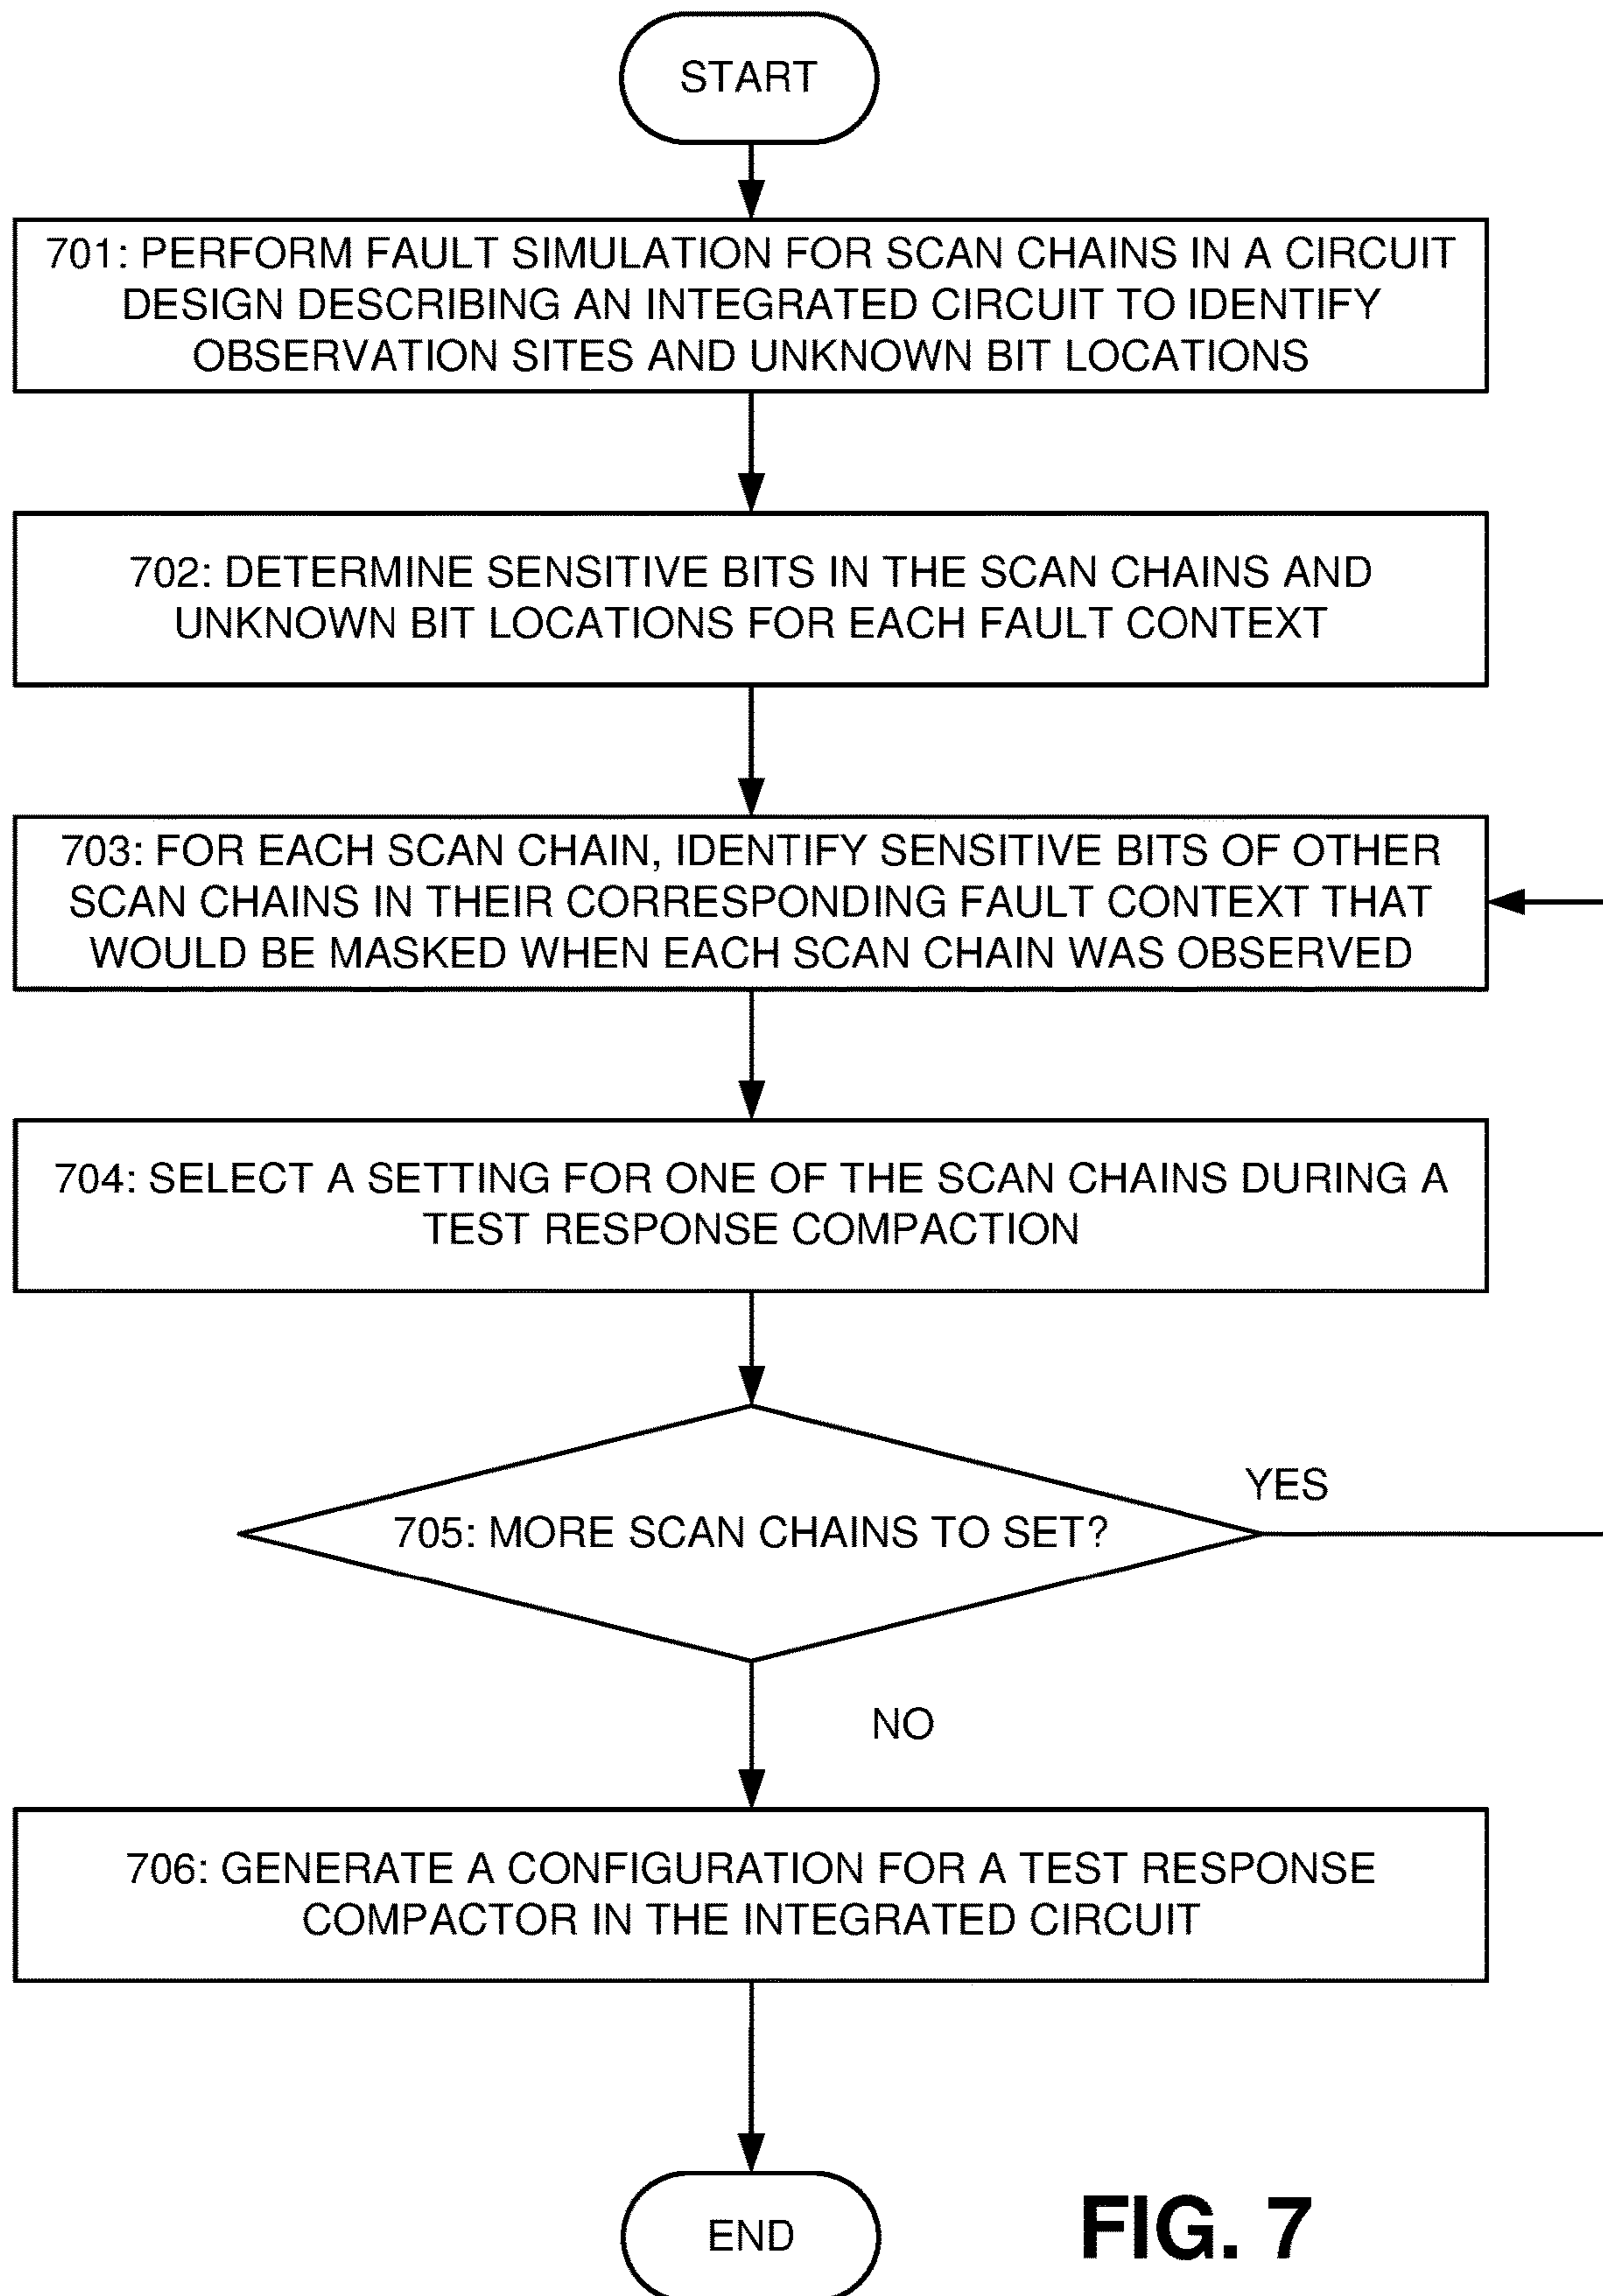 START
701: PERFORM FAULT SIMULATION FOR SCAN CHAINS IN A CIRCUIT
DESIGN DESCRIBING AN INTEGRATED CIRCUIT TO IDENTIFY
OBSERVATION SITES AND UNKNOWN BIT LOCATIONS
702: DETERMINE SENSITIVE BITS IN THE SCAN CHAINS AND
UNKNOWN BIT LOCATIONS FOR EACH FAULT CONTEXT
703: FOR EACH SCAN CHAIN, IDENTIFY SENSITIVE BITS OF OTHER
SCAN CHAINS IN THEIR CORRESPONDING FAULT CONTEXT THAT
WOULD BE MASKED WHEN EACH SCAN CHAIN WAS OBSERVED
704: SELECT A SETTING FOR ONE OF THE SCAN CHAINS DURING A
TEST RESPONSE COMPACTION
YES
705: MORE SCAN CHAINS TO SET?
NO
706: GENERATE A CONFIGURATION FOR A TEST RESPONSE
COMPACTOR IN THE INTEGRATED CIRCUIT
END
FIG. 7